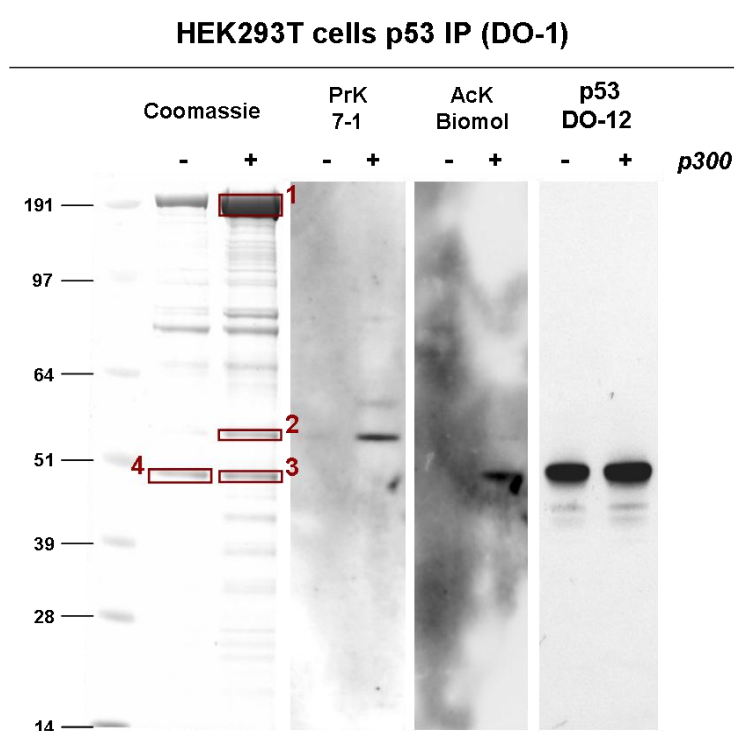 HEK293T cells p53 IP (DO-1)
Coomassie
PrK
7-1
AcK
Biomol
p53
DO-12
- + - + - + - + p300
191
1
97
64
2
51
4
3
39
28
14